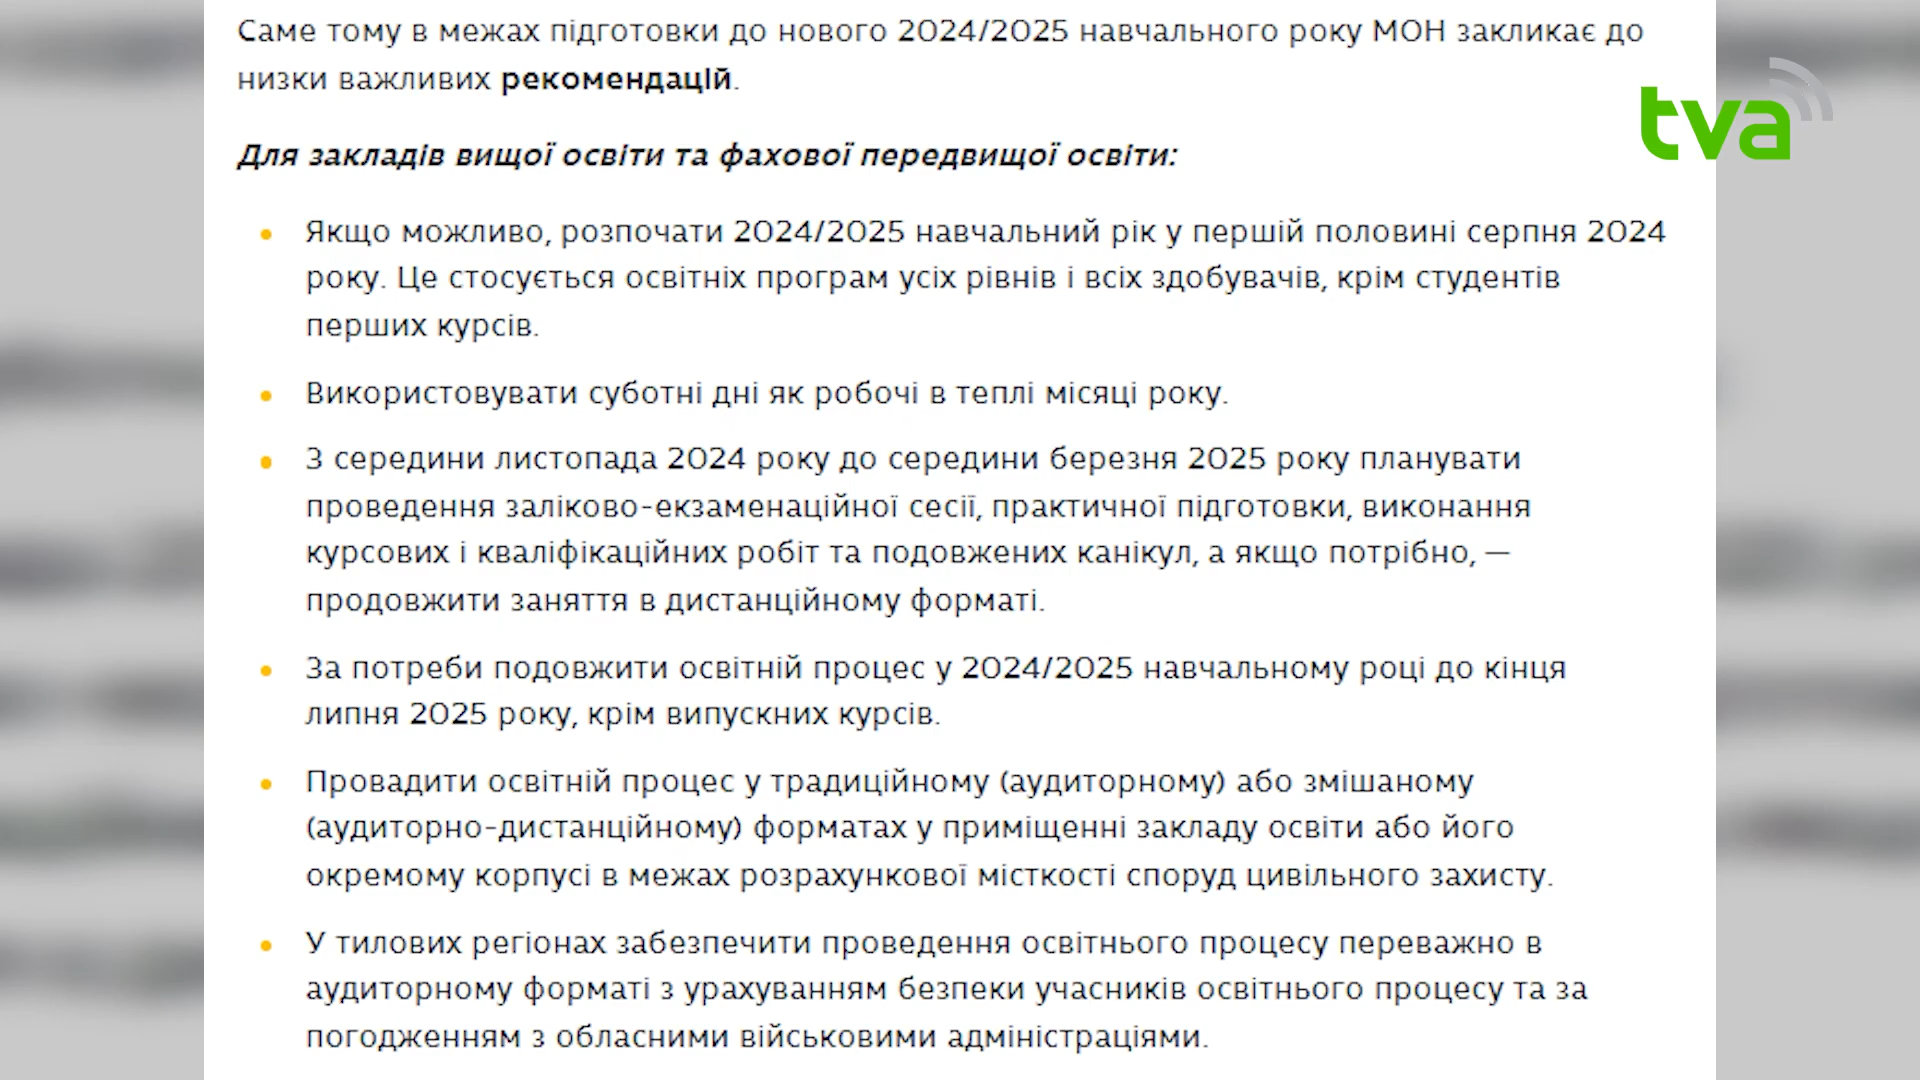 Саме тому в межах підготовки до нового 2024/2025 навчального року МОН закликає до
низки важливих рекомендацій.
tva
Для закладів вищої освіти та фахової передвищої освіти:
Якщо можливо, розпочати 2024/2025 навчальний рік у першій половині серпня 2024
року. Це стосується освітніх програм усіх рівнів і всіх здобувачів, крім студентів
перших курсів.
Використовувати суботні дні як робочі в теплі місяці року.
З середини листопада 2024 року до середини березня 2025 року планувати
проведення заліково-екзаменаційної сесії, практичної підготовки, виконання
курсових і кваліфікаційних робіт та подовжених канікул, а якщо потрібно, —
продовжити заняття в дистанційному форматі.
За потреби подовжити освітній процес у 2024/2025 навчальному році до кінця
липня 2025 року, крім випускних курсів.
Провадити освітній процес у традиційному (аудиторному) або змішаному
(аудиторно-дистанційному) форматах у приміщенні закладу освіти або його
окремому корпусі в межах розрахункової місткості споруд цивільного захисту.
У тилових регіонах забезпечити проведення освітнього процесу переважно в
аудиторному форматі з урахуванням безпеки учасників освітнього процесу та за
погодженням з обласними військовими адміністраціями.